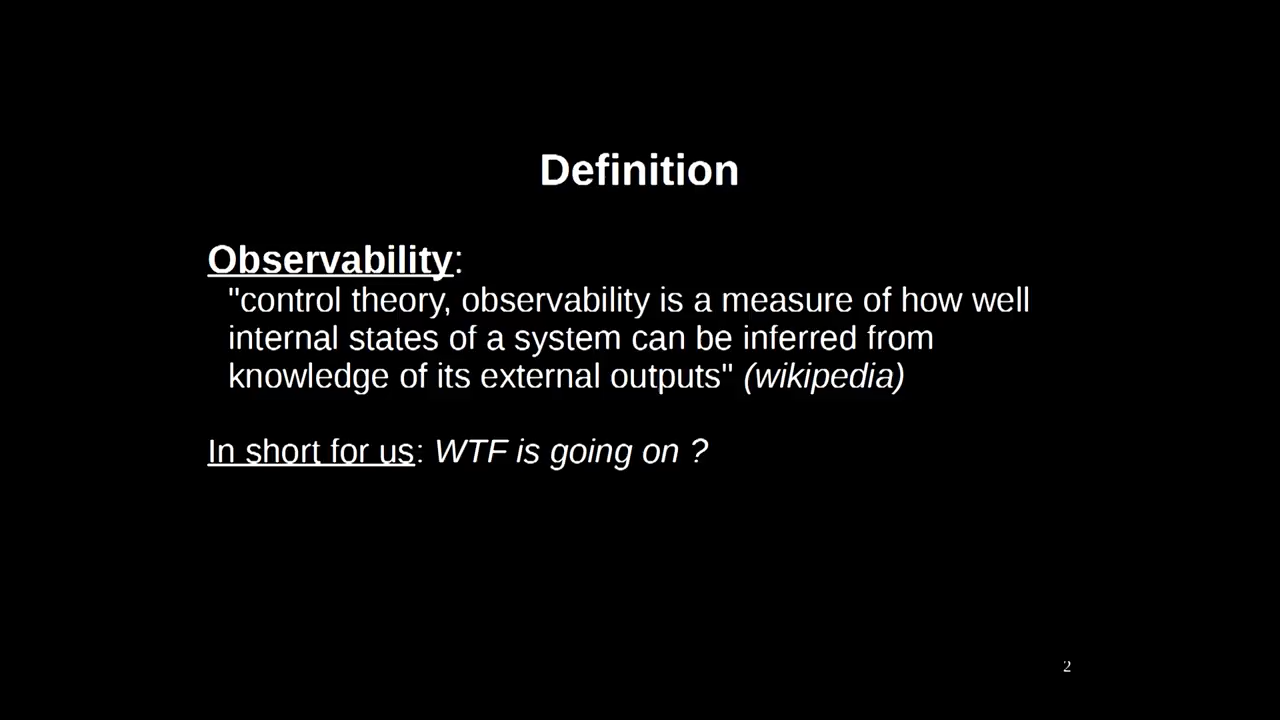 Definition
Observability:
"control theory, observability is a measure of how well
internal states of a system can be inferred from
knowledge of its external outputs" (wikipedia)
In short for us: WTF is going on ?
2